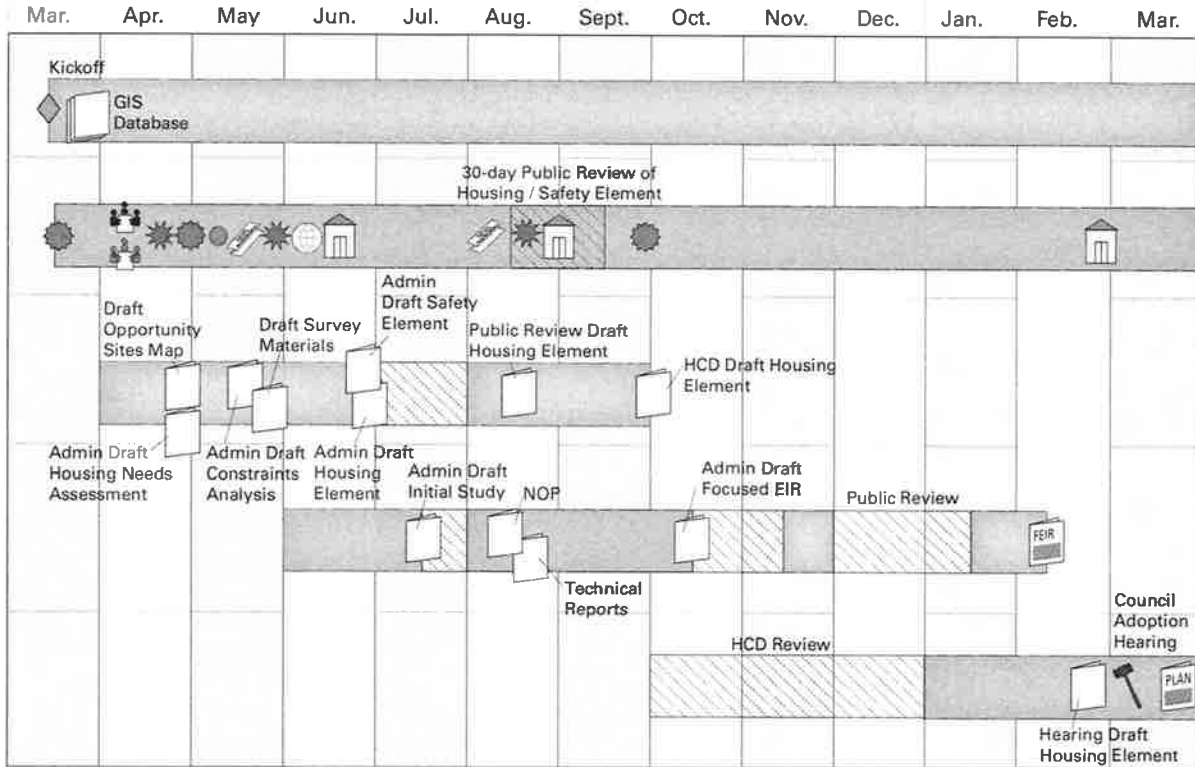 Mar. Apr. May Jun. Jul. Aug. Sept. Oct. Nov. Dec. Jan. Feb. Mar.
Kickoff
GIS
Database
30-day Public Review of
Housing / Safety Element
Admin
Draft Safety
Element
Draft
Opportunity
Sites Map
Draft Survey
Materials
Public Review Draft
Housing Element
HCD Draft Housing
Element
Admin Draft
Housing Needs
Assessment
Admin Draft
Constraints
Analysis
Admin Draft
Housing
Element
Admin Draft
Initial Study
NOP
Admin Draft
Focused EIR
Public Review
FEIR
Technical
Reports
Council
Adoption
Hearing
HCD Review
PLAN
Hearing Draft
Housing Element